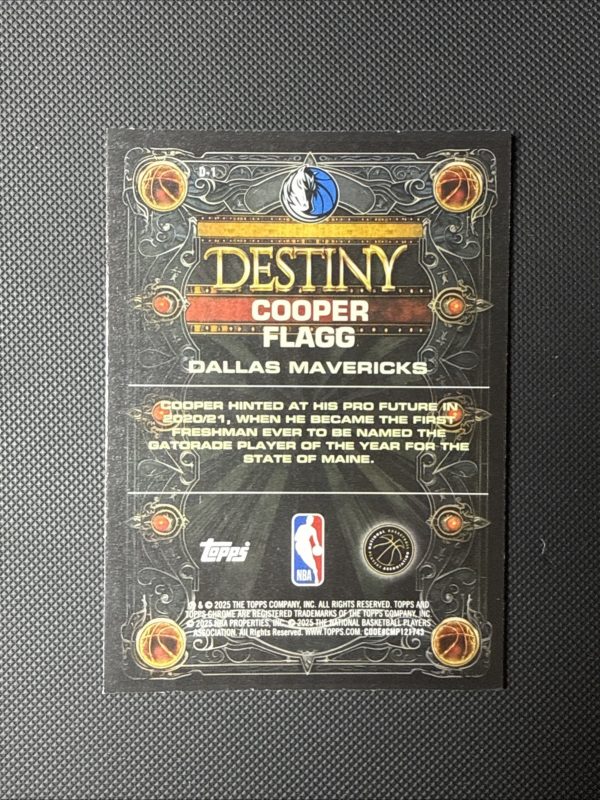 D-1
DESTINY
COOPER
FLAGG
DALLAS MAVERICKS
COOPER HINTED AT HIS PRO FUTURE IN
2020/21, WHEN HE BECAME THE FIRST
FRESHMAN EVER TO BE NAMED THE
GATORADE PLAYER OF THE YEAR FOR THE
STATE OF MAINE.
Topps
NBA
® & © 2025 THE TOPPS COMPANY, INC. ALL RIGHTS RESERVED. TOPPS AND
TOPPS CHROME ARE REGISTERED TRADEMARKS OF THE TOPPS COMPANY, INC.
© 2025 NBA PROPERTIES, INC. © 2025 THE NATIONAL BASKETBALL PLAYERS
ASSOCIATION. All Rights Reserved. WWW.TOPPS.COM. CODE#CMP121743